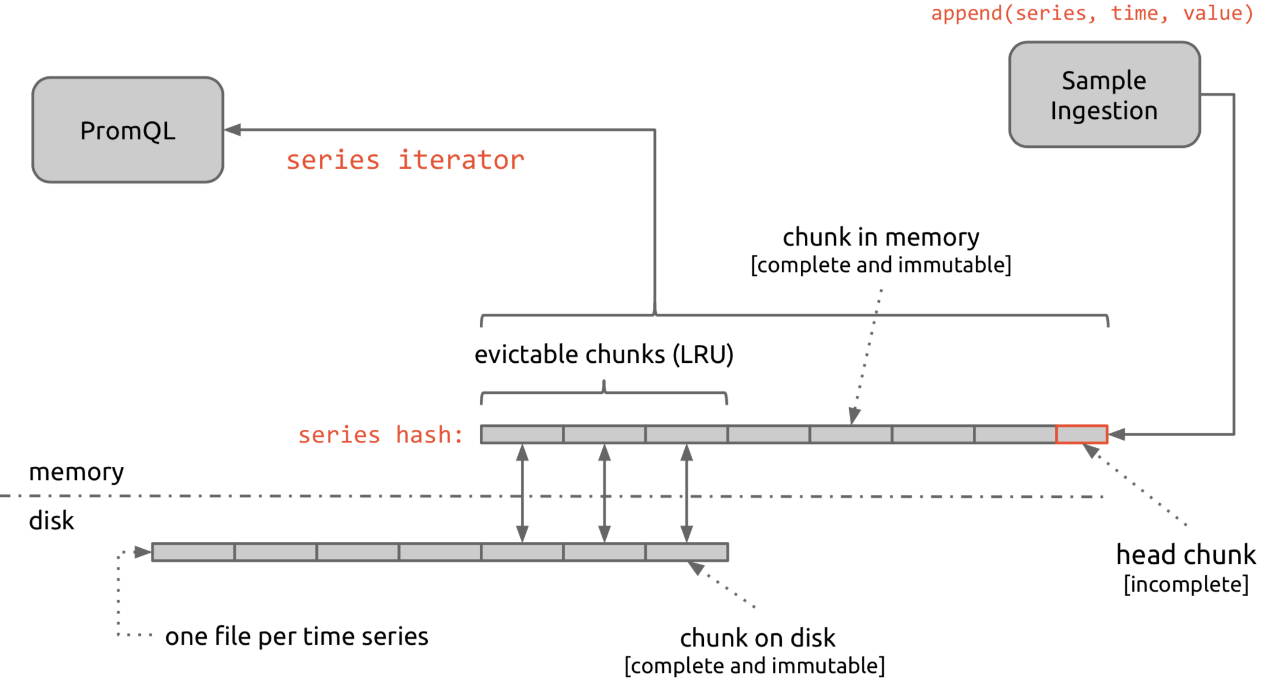 append(series, time, value)
Sample
Ingestion
PromQL
series iterator
chunk in memory
[complete and immutable]
evictable chunks (LRU)
series hash:
memory
disk
head chunk
[incomplete]
one file per time series
chunk on disk
[complete and immutable]